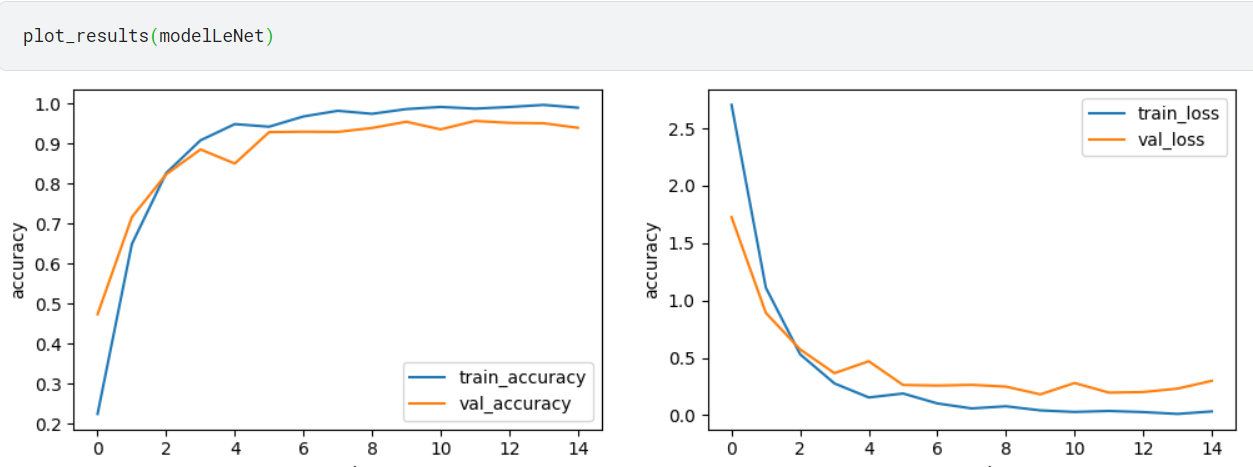 plot_results(modelLeNet)
accuracy
1.0
0.9
0.8
0.7
0.6
0.5
0.4
0.3
0.2
train_accuracy
val_accuracy
0 2 4 6 8 10 12 14
accuracy
2.5
2.0
1.5
1.0
0.5
0.0
train_loss
val_loss
0 2 4 6 8 10 12 14